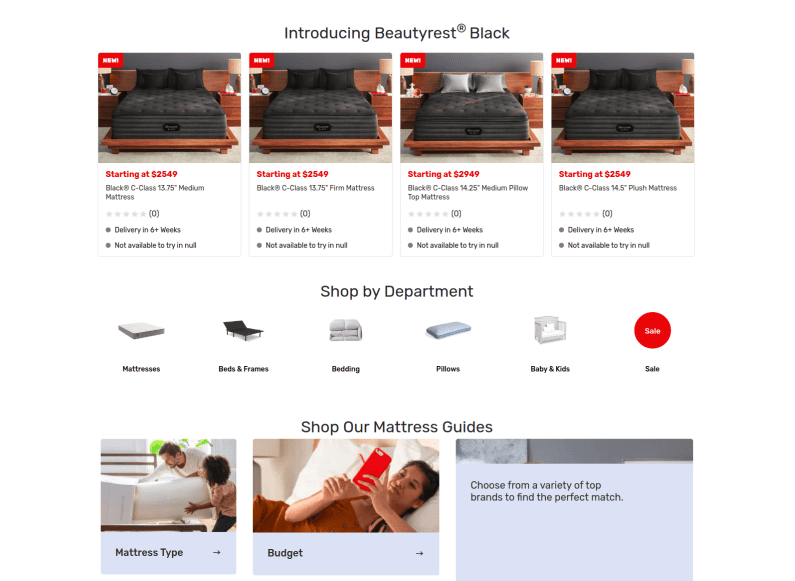 Introducing Beautyrest® Black
NEW!
NEW!
NEW!
NEW!
Starting at $2549
Black® C-Class 13.75" Medium
Mattress
(0)
Delivery in 6+ Weeks
Not available to try in null
Starting at $2549
Black® C-Class 13.75" Firm Mattress
(0)
Delivery in 6+ Weeks
Not available to try in null
Starting at $2949
Black® C-Class 14.25" Medium Pillow
Top Mattress
(0)
Delivery in 6+ Weeks
Not available to try in null
Starting at $2549
Black® C-Class 14.5" Plush Mattress
(0)
Delivery in 6+ Weeks
Not available to try in null
Shop by Department
Sale
Mattresses
Beds & Frames
Bedding
Pillows
Baby & Kids
Sale
Shop Our Mattress Guides
Mattress Type →
Budget →
Choose from a variety of top
brands to find the perfect match.